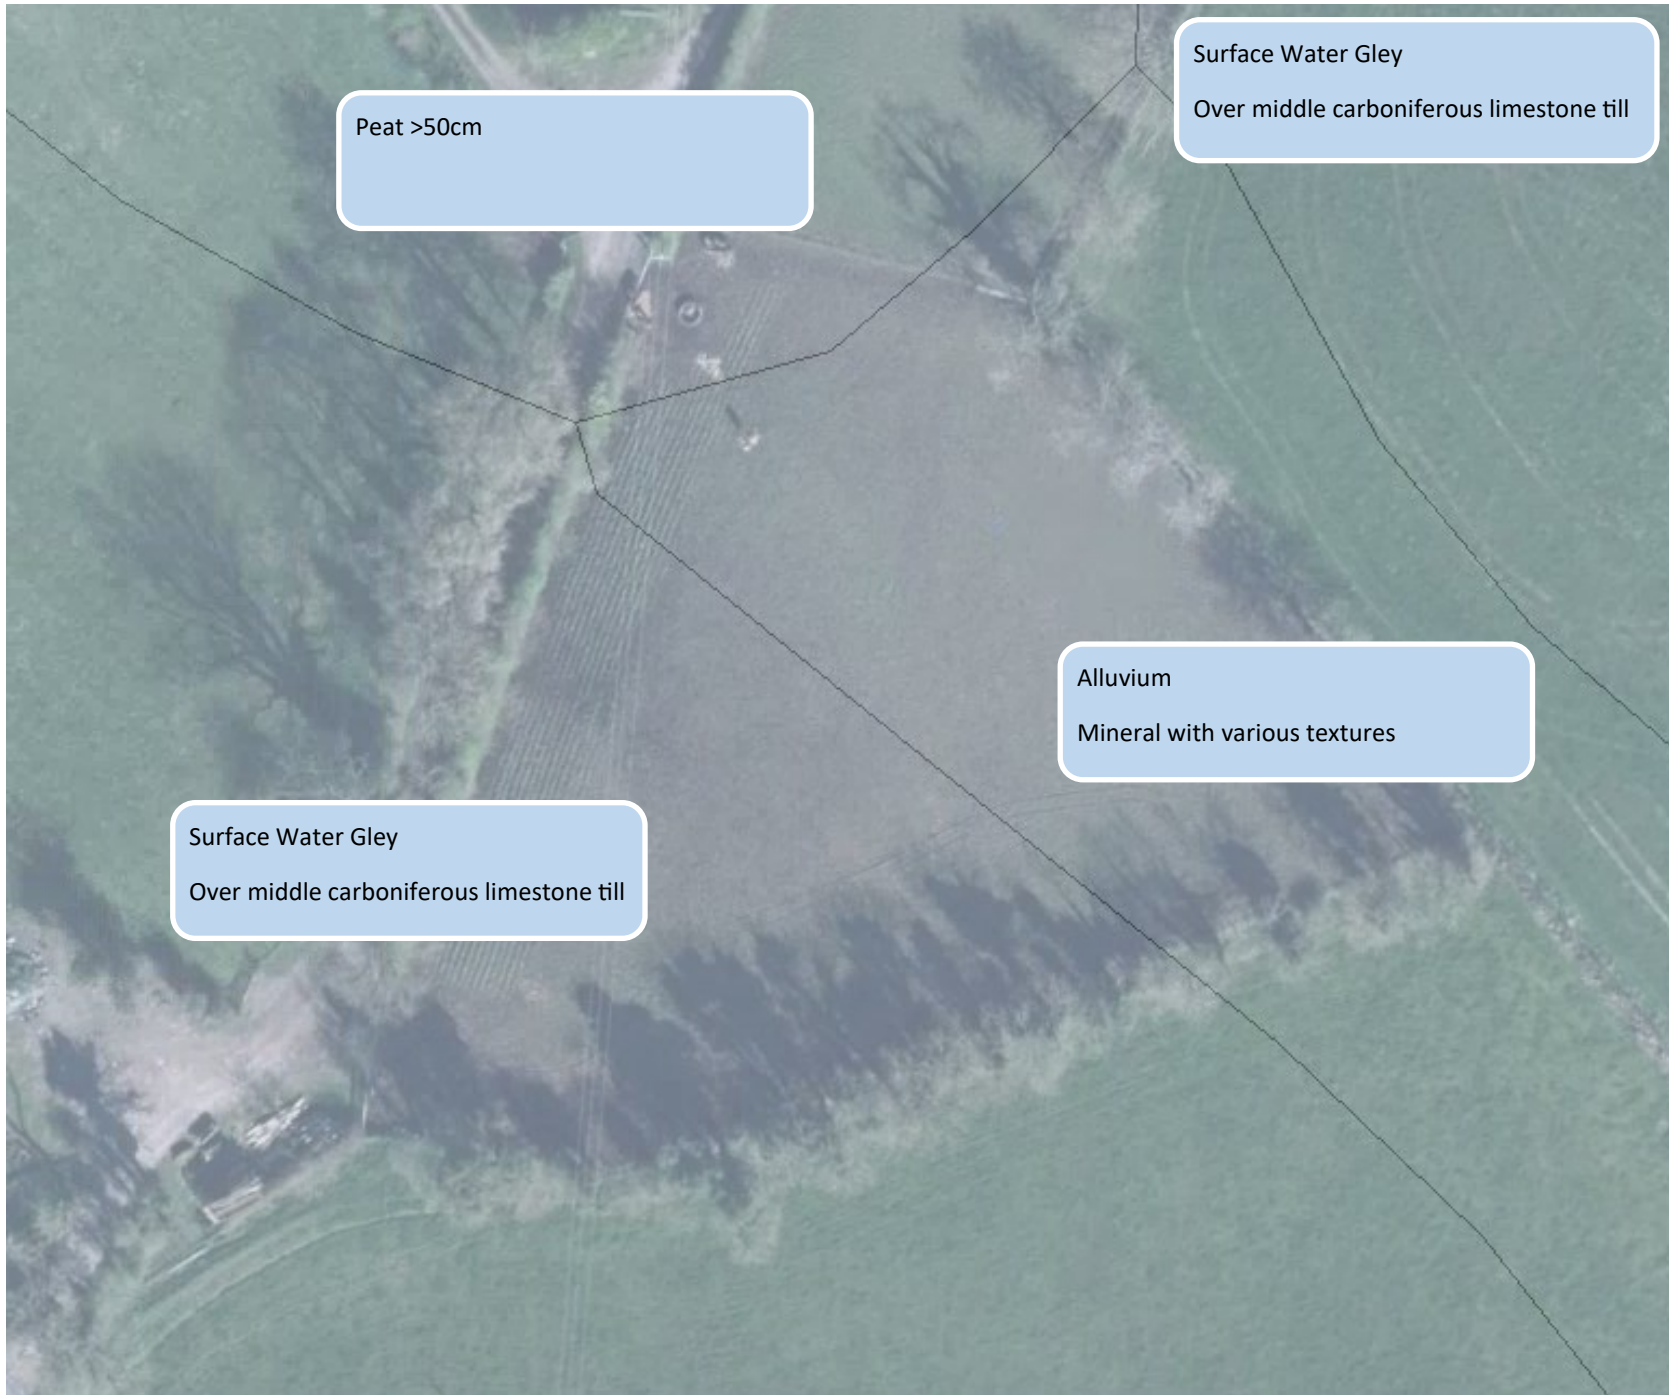 Surface Water Gley
Over middle carboniferous limestone till
Peat >50cm
Alluvium
Mineral with various textures
Surface Water Gley
Over middle carboniferous limestone till